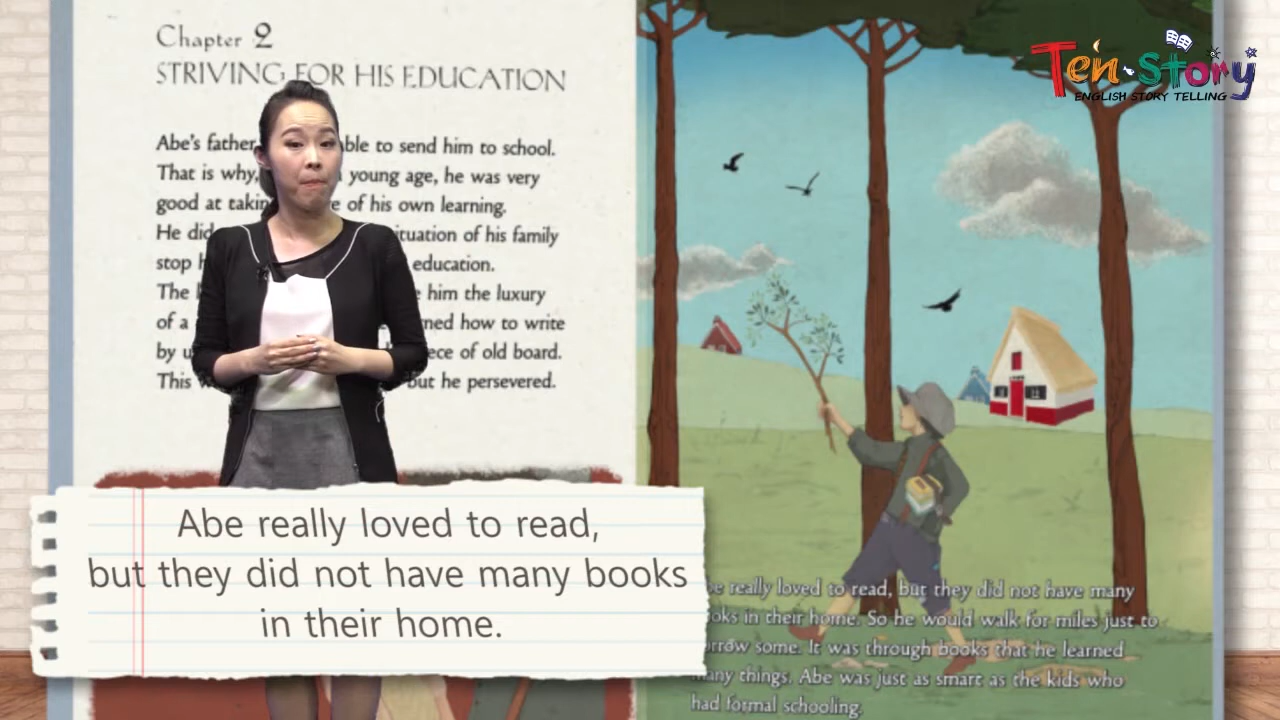 Chapter 2
STRIVING FOR HIS EDUCATION
Abe's father ble to send him to school.
That is why, young age, he was very
good at takin of his own learning.
He did ituation of his family
stop h education.
The him the luxury
of a ned how to write
by u ece of old board.
This but he persevered.
Ten Story
ENGLISH STORY TELLING
Abe really loved to read,
but they did not have many books
in their home.
be really loved to read, but they did not have many
oks in their home. So he would walk for miles just to
rrow some. It was through books that he learned
many things. Abe was just as smart as the kids who
had formal schooling.